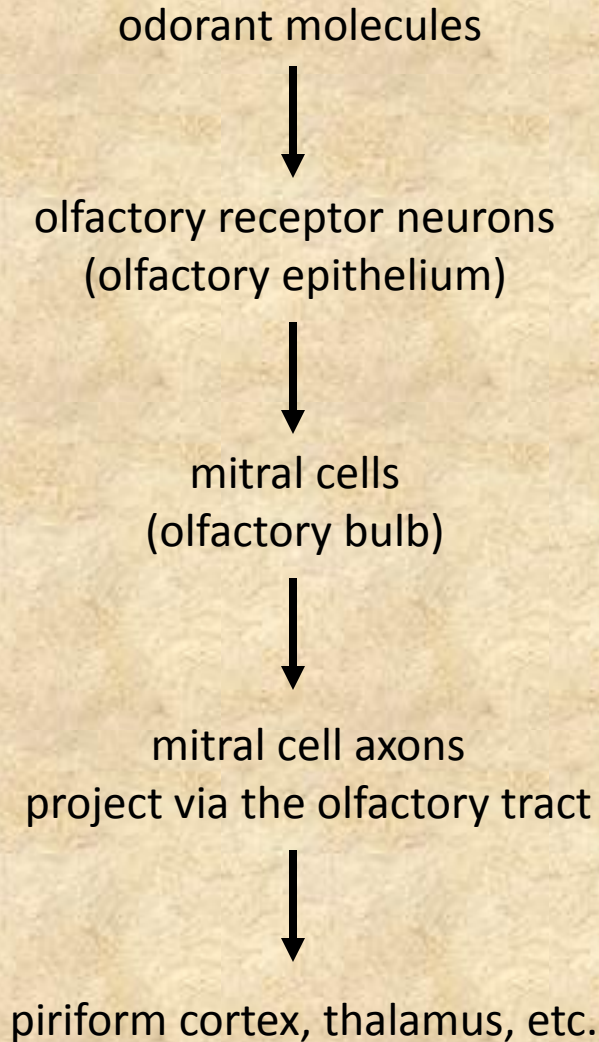 odorant molecules
olfactory receptor neurons
(olfactory epithelium)
mitral cells
(olfactory bulb)
mitral cell axons
project via the olfactory tract
piriform cortex, thalamus, etc.